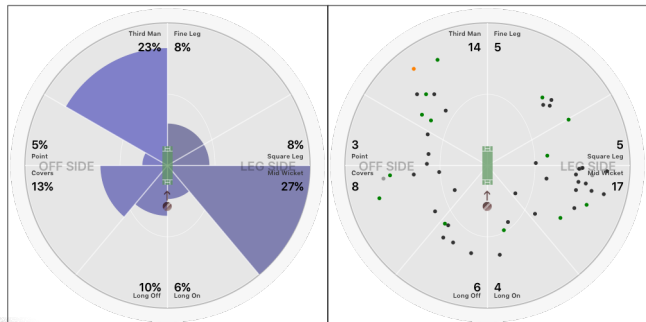 Third Man Fine Leg
23% 8%
5% 8%
Point Square Leg
OFF SIDE LEG SIDE
Covers Mid Wicket
13% 27%
10% 6%
Long Off Long On
Third Man Fine Leg
14 5
3 5
Point Square Leg
OFF SIDE LEG SIDE
Covers Mid Wicket
8 17
6 4
Long Off Long On